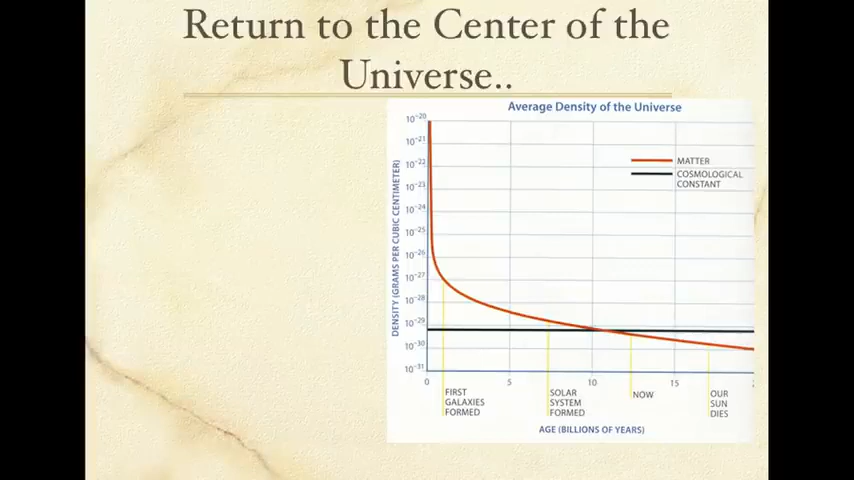 Return to the Center of the
Universe..
Average Density of the Universe
10-20
10-21
10-22
10-23
10-24
10-25
10-26
10-27
10-28
10-29
10-30
10-31
DENSITY (GRAMS PER CUBIC CENTIMETER)
MATTER
COSMOLOGICAL
CONSTANT
0
5
10
15
FIRST
GALAXIES
FORMED
SOLAR
SYSTEM
FORMED
NOW
OUR
SUN
DIES
AGE (BILLIONS OF YEARS)